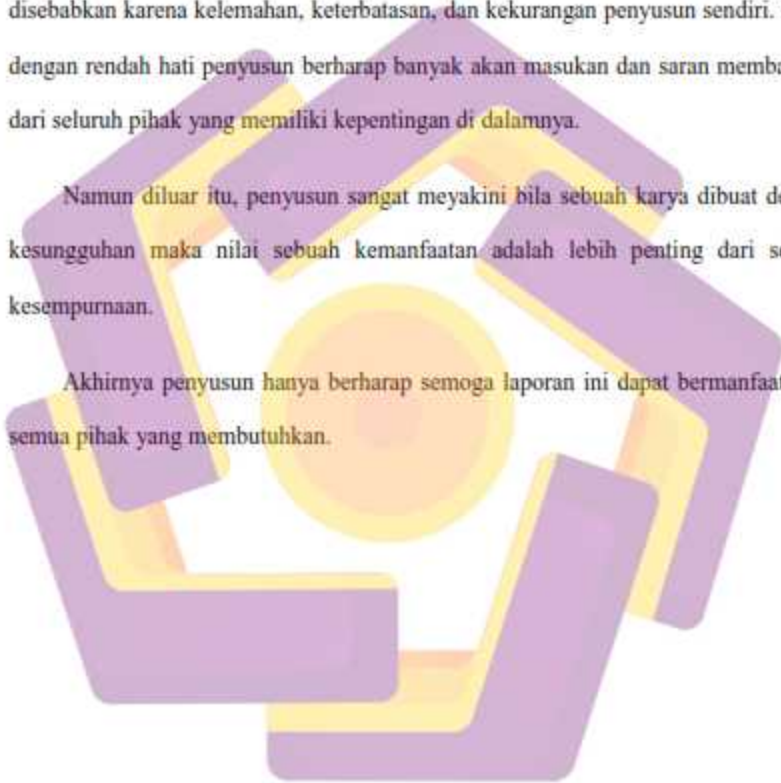 disebabkan karena kelemahan, keterbatasan, dan kekurangan penyusun sendiri.
dengan rendah hati penyusun berharap banyak akan masukan dan saran
dari seluruh pihak yang memiliki kepentingan di dalamnya.
Namun diluar itu, penyusun sangat meyakini bila sebuah karya dibuat
kesungguhan maka nilai sebuah kemanfaatan adalah lebih penting dari
kesempurnaan.
Akhirnya penyusun hanya berharap semoga laporan ini dapat bermanfaat
semua pihak yang membutuhkan.